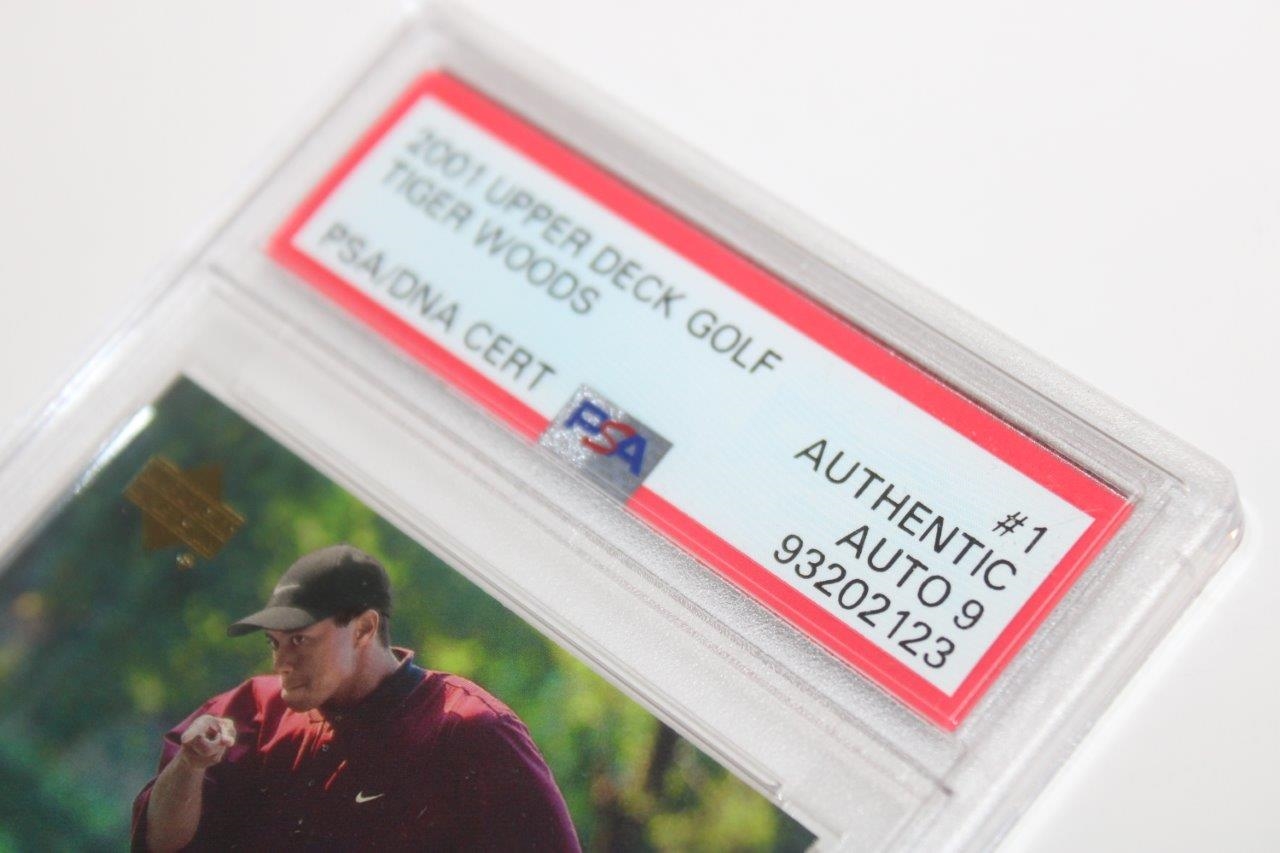 2001 UPPER DECK GOLF
TIGER WOODS
PSA/DNA CERT
PSA
#1
AUTHENTIC
AUTO 9
93202123